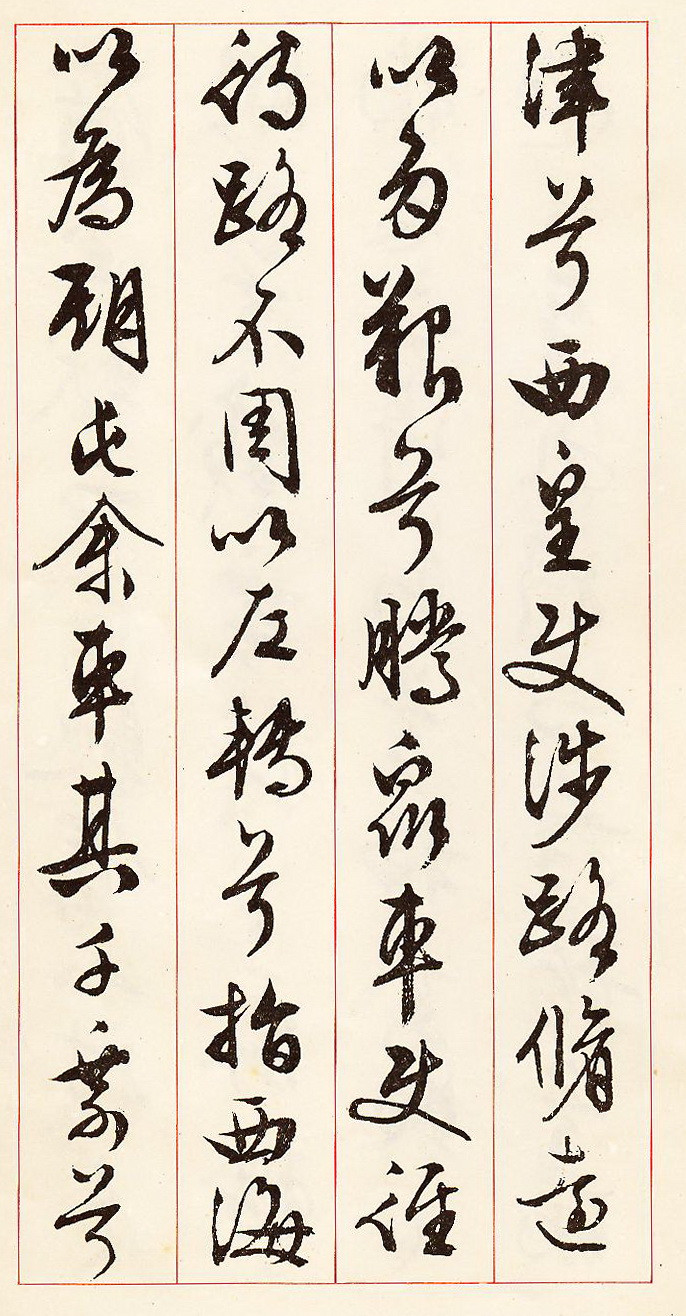 津兮西皇使涉路脩遠
以多艱兮騰衆車使徑
待路不周以左轉兮指西海
以為期屯余車其千乘兮